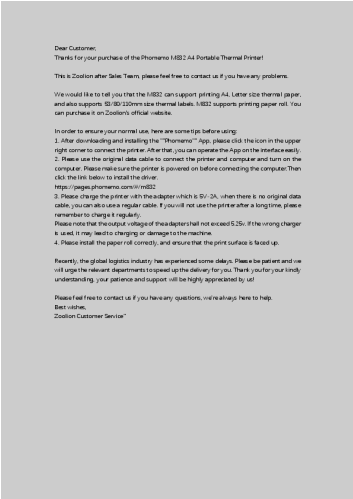 Dear Customer,
Thanks for your purchase of the Phomemo M832 A4 Portable Thermal Printer!
This is Zoolion after Sales Team, please feel free to contact us if you have any problems.
We would like to tell you that the M832 can support printing A4, Letter size thermal paper,
and also supports 53/80/110mm size thermal labels. M832 supports printing paper roll. You
can purchase it on Zoolion's official website.
In order to ensure your normal use, here are some tips before using:
1. After downloading and installing the ""Phomemo"" App, please click the icon in the upper
right corner to connect the printer. After that, you can operate the App on the interface easily.
2. Please use the original data cable to connect the printer and computer and turn on the
computer. Please make sure the printer is powered on before connecting the computer. Then
click the link below to install the driver.
https://pages.phomemo.com/#/m832
3. Please charge the printer with the adapter which is 5V-2A, when there is no original data
cable, you can also use a regular cable. If you will not use the printer after a long time, please
remember to charge it regularly.
Please note that the output voltage of the adapter shall not exceed 5.25v. If the wrong charger
is used, it may lead to charging or damage to the machine.
4. Please install the paper roll correctly, and ensure that the print surface is faced up.
Recently, the global logistics industry has experienced some delays. Please be patient and we
will urge the relevant departments to speed up the delivery for you. Thank you for your kindly
understanding, your patience and support will be highly appreciated by us!
Please feel free to contact us if you have any questions, we're always here to help.
Best wishes,
Zoolion Customer Service"